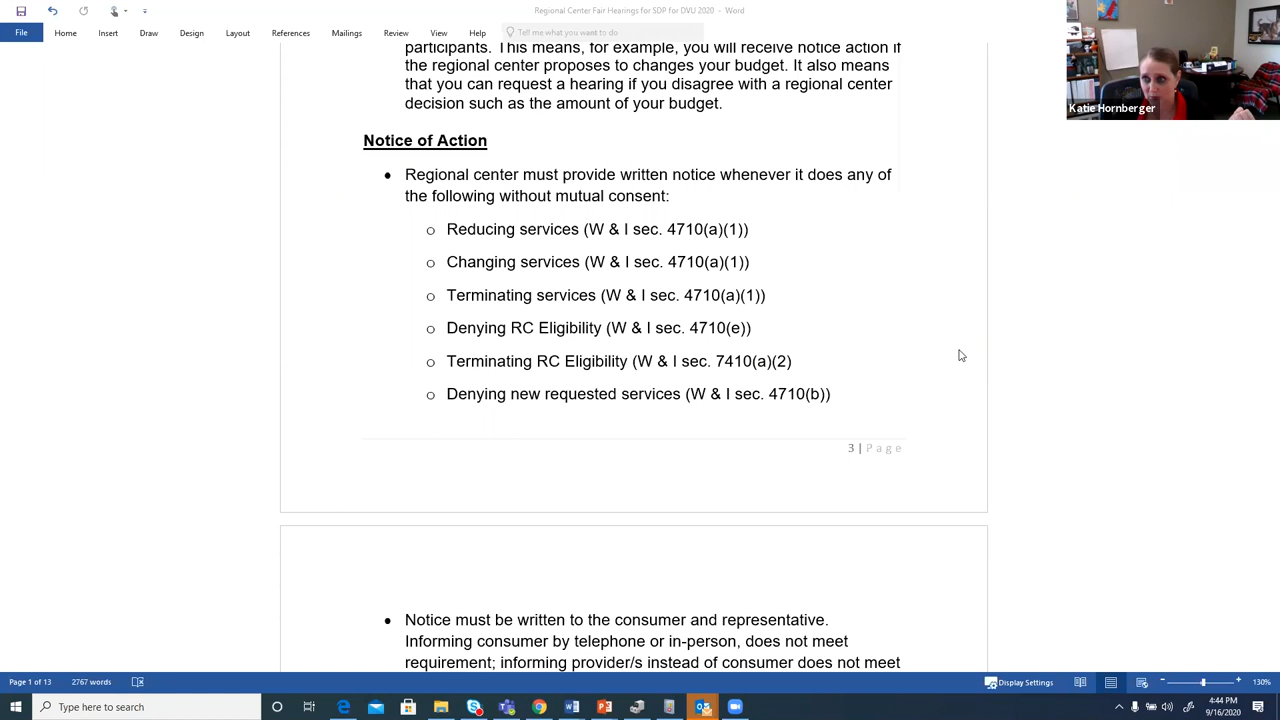 Regional Center Fair Hearings for SDP for DVU 2020 - Word
File Home Insert Draw Design Layout References Mailings Review View Help Tell me what you want to do
Katie Hornberger
participants. This means, for example, you will receive notice action if
the regional center proposes to changes your budget. It also means
that you can request a hearing if you disagree with a regional center
decision such as the amount of your budget.
Notice of Action
• Regional center must provide written notice whenever it does any of
the following without mutual consent:
o Reducing services (W & I sec. 4710(a)(1))
o Changing services (W & I sec. 4710(a)(1))
o Terminating services (W & I sec. 4710(a)(1))
o Denying RC Eligibility (W & I sec. 4710(e))
o Terminating RC Eligibility (W & I sec. 7410(a)(2)
o Denying new requested services (W & I sec. 4710(b))
3 | Page
• Notice must be written to the consumer and representative.
Informing consumer by telephone or in-person, does not meet
requirement; informing provider/s instead of consumer does not meet
Page 1 of 13 2767 words Display Settings 130%
Type here to search
4:44 PM
9/16/2020